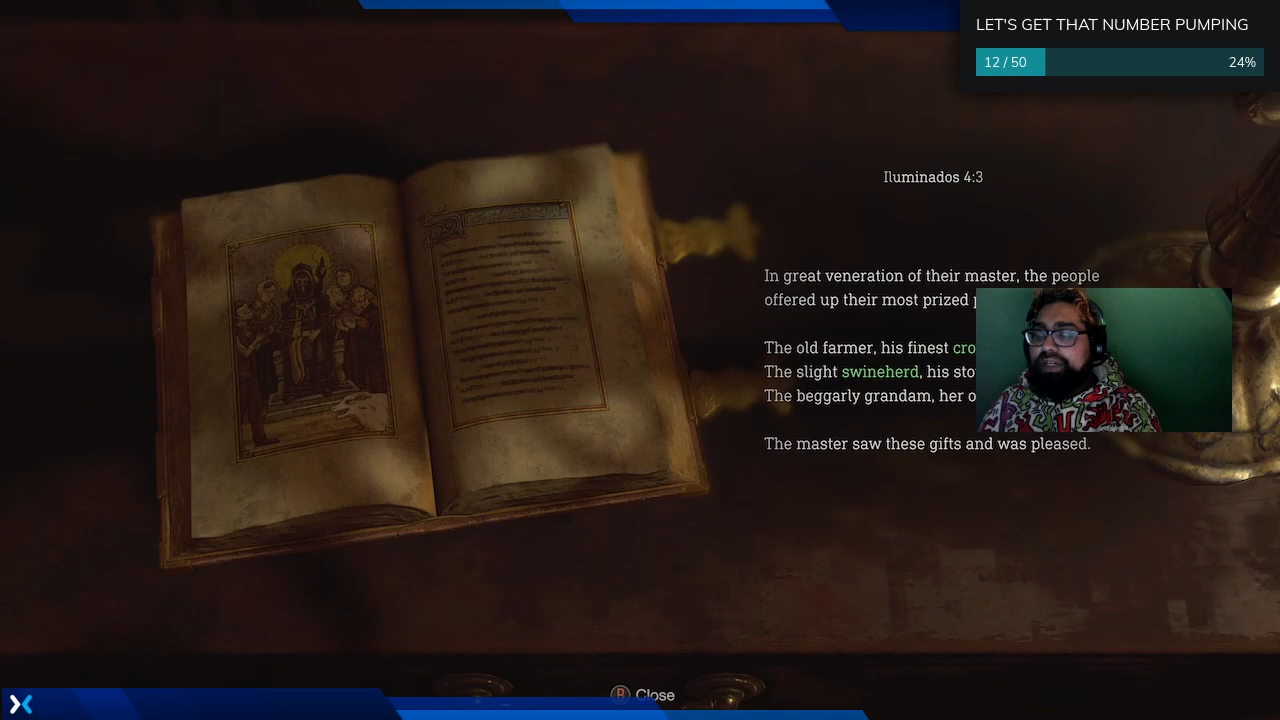 LET'S GET THAT NUMBER PUMPING
12 / 50
24%
Iluminados 4:3
In great veneration of their master, the people
offered up their most prized
The old farmer, his finest
The slight swineherd, his
The beggarly grandam, her
The master saw these gifts and was pleased.
B Close